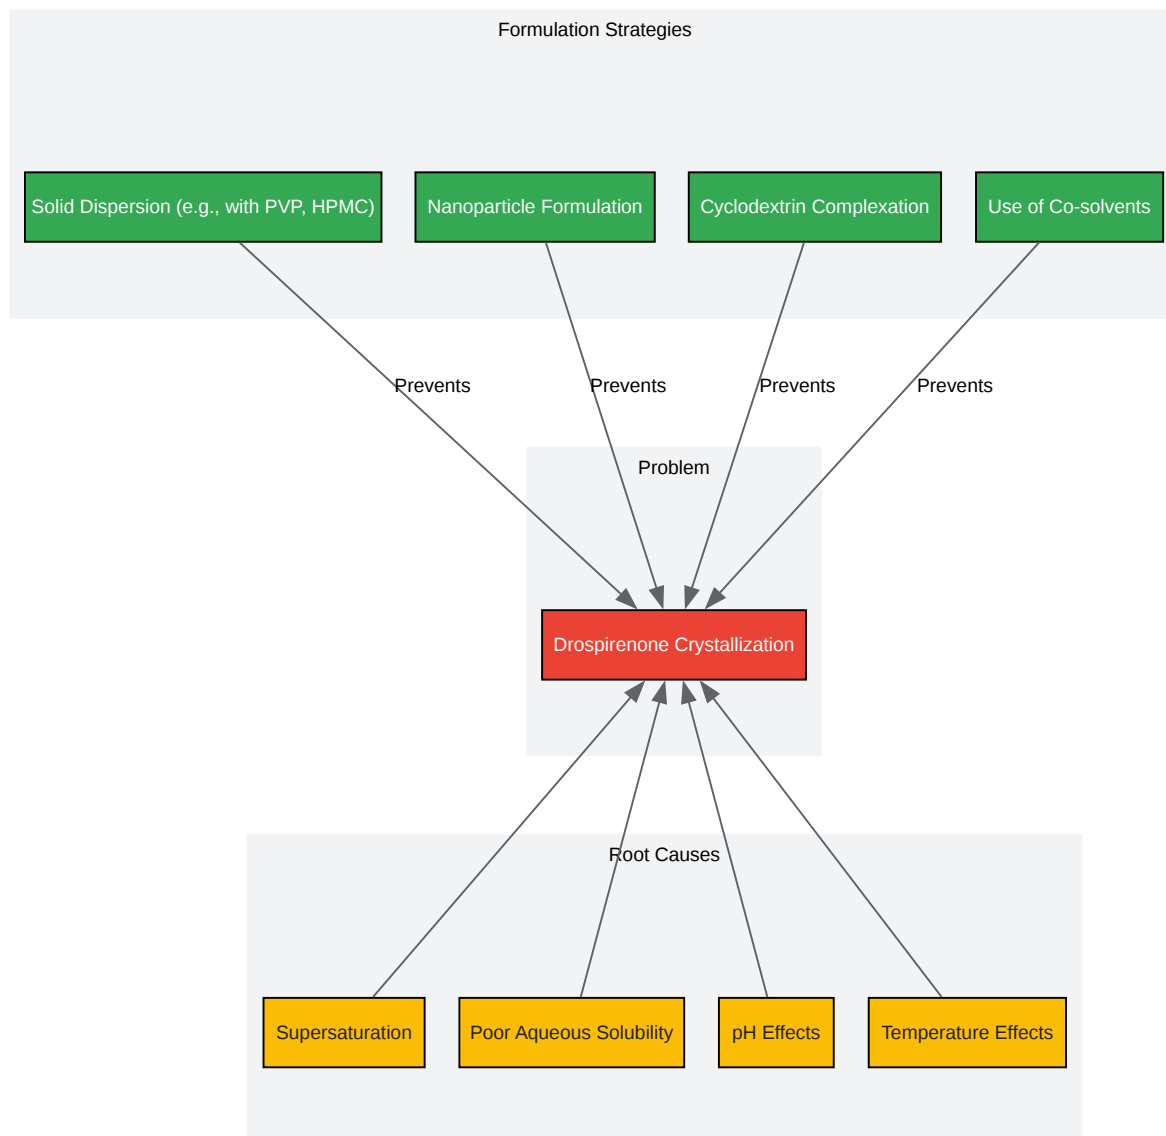 Formulation Strategies
Solid Dispersion (e.g., with PVP, HPMC)
Nanoparticle Formulation
Cyclodextrin Complexation
Use of Co-solvents
Prevents
Prevents
Prevents
Prevents
Problem
Drospirenone Crystallization
Root Causes
Supersaturation
Poor Aqueous Solubility
pH Effects
Temperature Effects